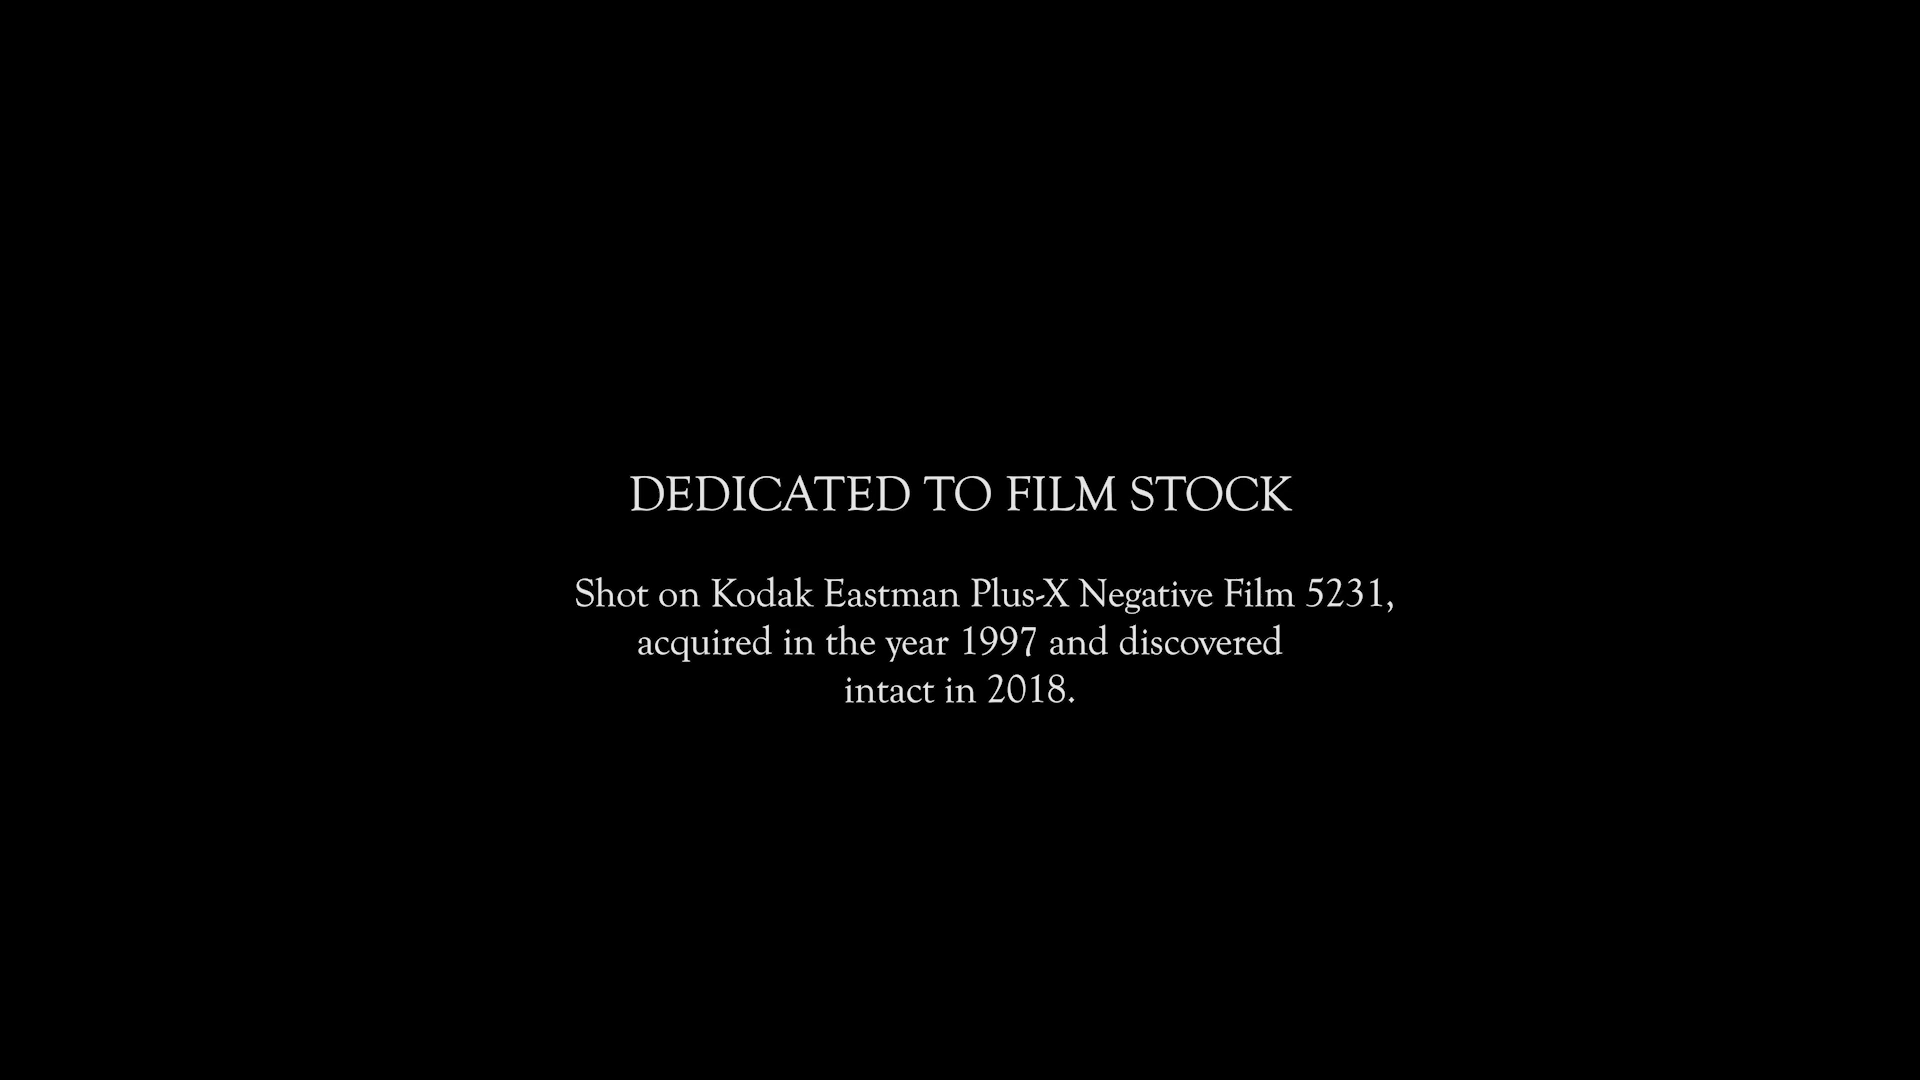 DEDICATED TO FILM STOCK
Shot on Kodak Eastman Plus-X Negative Film 5231,
acquired in the year 1997 and discovered
intact in 2018.